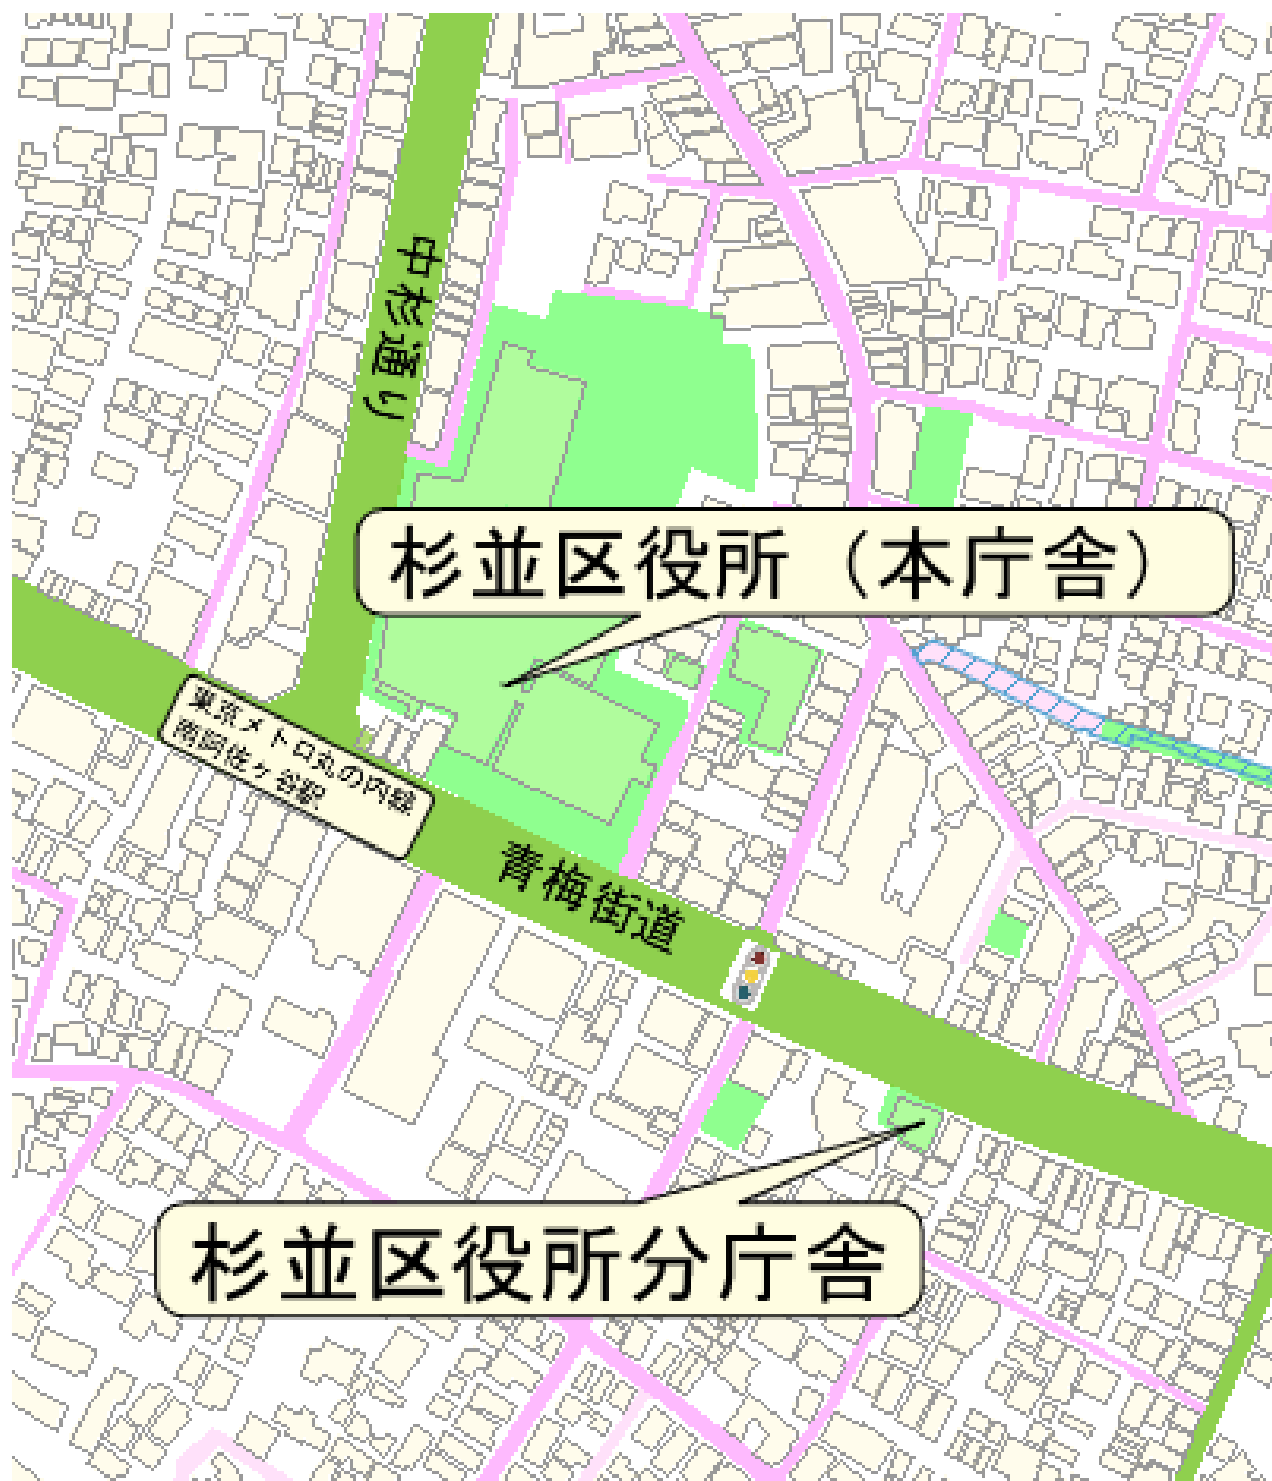 中杉通り
杉並区役所（本庁舎）
東京メトロ丸の内線
南阿佐ヶ谷駅
青梅街道
杉並区役所分庁舎